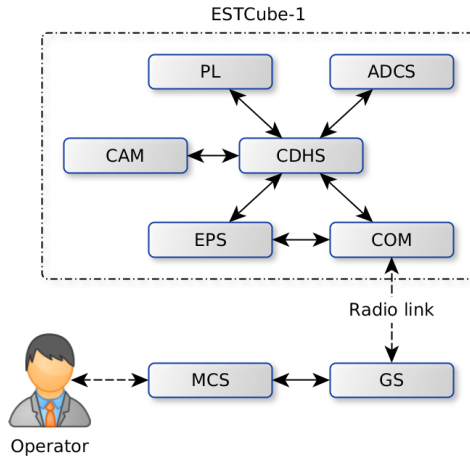 ESTCube-1
PL
ADCS
CAM
CDHS
EPS
COM
Radio link
MCS
GS
Operator